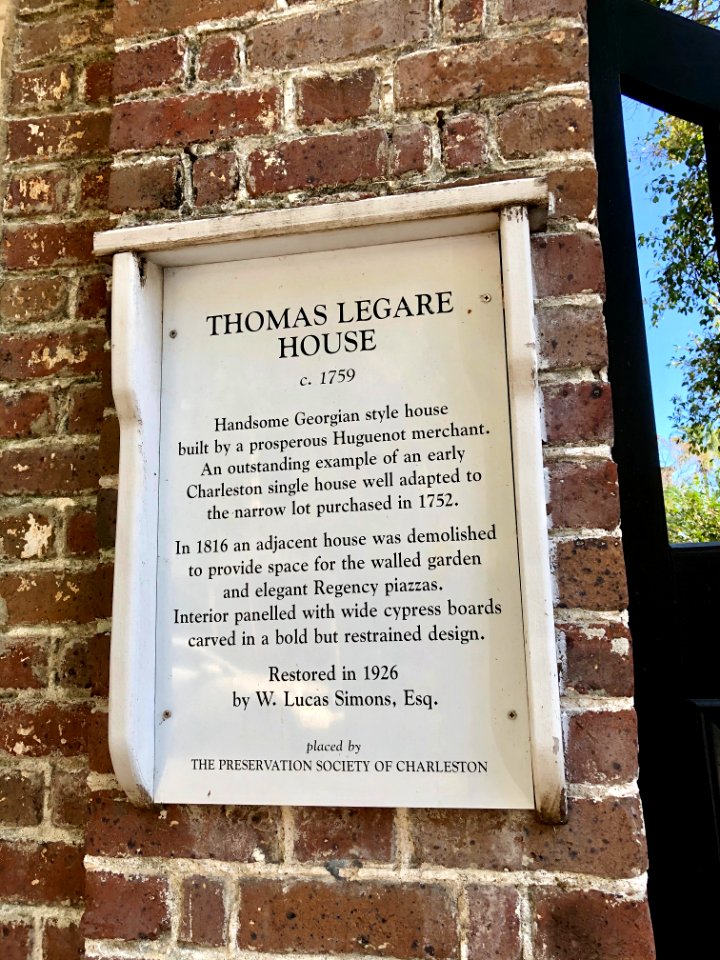 THOMAS LEGARE
HOUSE
c. 1759
Handsome Georgian style house
built by a prosperous Huguenot merchant.
An outstanding example of an early
Charleston single house well adapted to
the narrow lot purchased in 1752.
In 1816 an adjacent house was demolished
to provide space for the walled garden
and elegant Regency piazzas.
Interior panelled with wide cypress boards
carved in a bold but restrained design.
Restored in 1926
by W. Lucas Simons, Esq.
placed by
THE PRESERVATION SOCIETY OF CHARLESTON